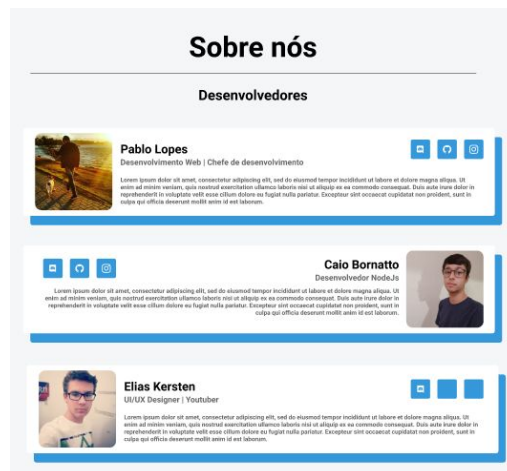 Sobre nós
Desenvolvedores
Pablo Lopes
Desenvolvimento Web | Chefe de desenvolvimento
Lorem ipsum dolor sit amet, consectetur adipiscing elit, sed do eiusmod tempor incididunt ut labore et dolore magna aliqua. Ut
enim ad minim veniam, quis nostrud exercitation ullamco laboris nisi ut aliquip ex ea commodo consequat. Duis aute irure dolor in
reprehenderit in voluptate velit esse cillum dolore eu fugiat nulla pariatur. Excepteur sint occaecat cupidatat non proident, sunt in
culpa qui officia deserunt mollit anim id est laborum.
Caio Bornatto
Desenvolvedor NodeJs
Lorem ipsum dolor sit amet, consectetur adipiscing elit, sed do eiusmod tempor incididunt ut labore et dolore magna aliqua. Ut
enim ad minim veniam, quis nostrud exercitation ullamco laboris nisi ut aliquip ex ea commodo consequat. Duis aute irure dolor in
reprehenderit in voluptate velit esse cillum dolore eu fugiat nulla pariatur. Excepteur sint occaecat cupidatat non proident, sunt in
culpa qui officia deserunt mollit anim id est laborum.
Elias Kersten
UI/UX Designer | Youtuber
Lorem ipsum dolor sit amet, consectetur adipiscing elit, sed do eiusmod tempor incididunt ut labore et dolore magna aliqua. Ut
enim ad minim veniam, quis nostrud exercitation ullamco laboris nisi ut aliquip ex ea commodo consequat. Duis aute irure dolor in
reprehenderit in voluptate velit esse cillum dolore eu fugiat nulla pariatur. Excepteur sint occaecat cupidatat non proident, sunt in
culpa qui officia deserunt mollit anim id est laborum.